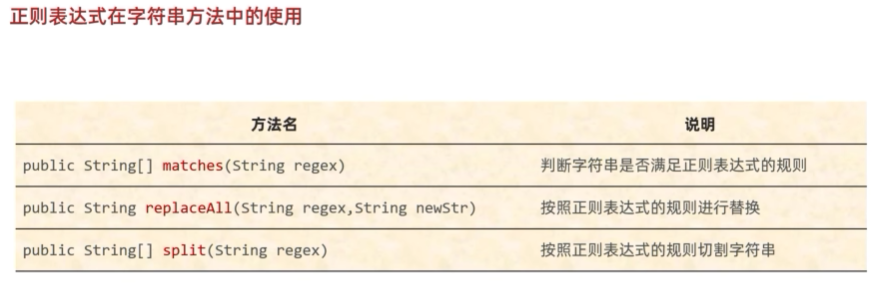 正则表达式在字符串方法中的使用
方法名 说明
public String[] matches(String regex) 判断字符串是否满足正则表达式的规则
public String replaceAll(String regex,String newStr) 按照正则表达式的规则进行替换
public String[] split(String regex) 按照正则表达式的规则切割字符串